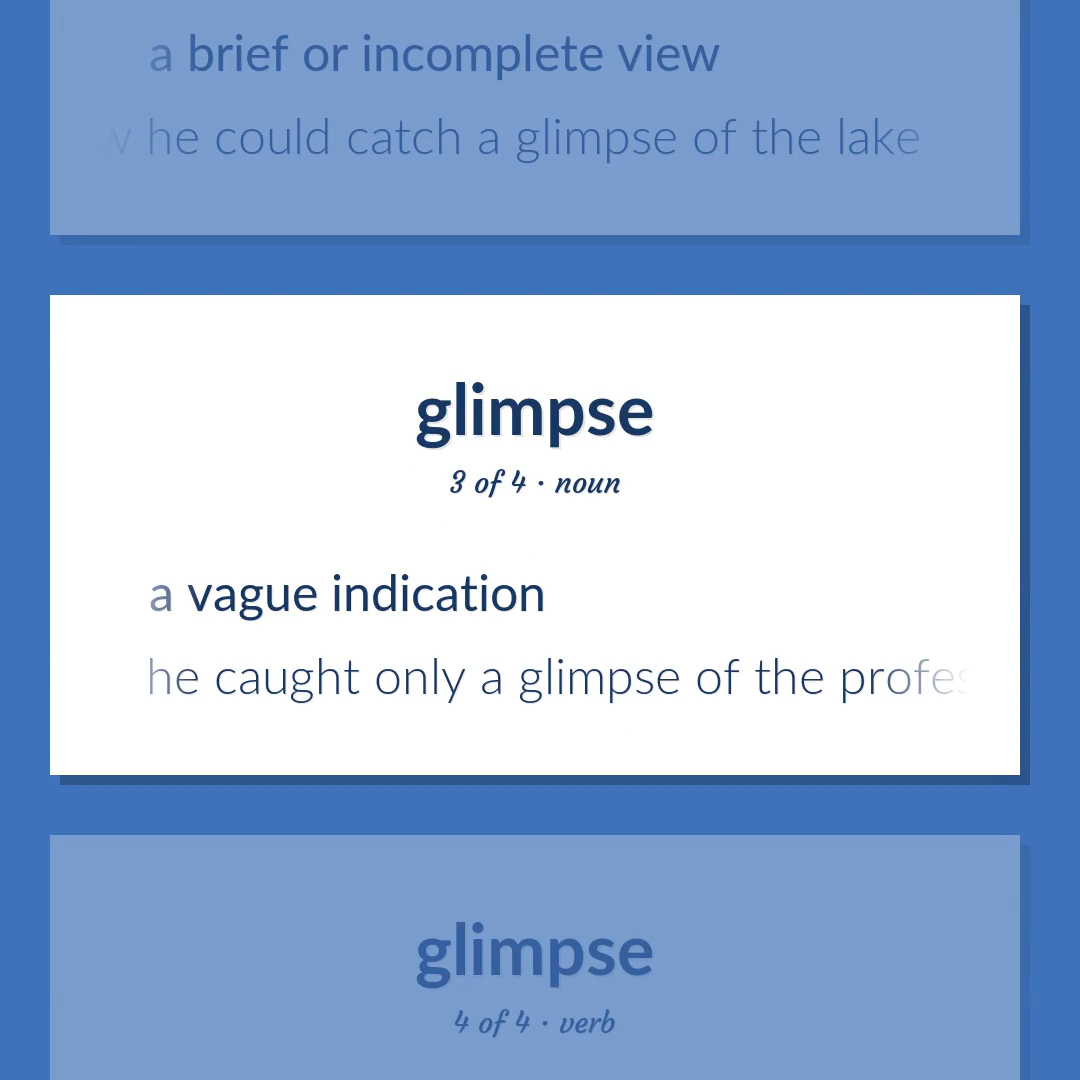 a brief or incomplete view
he could catch a glimpse of the lake
glimpse
3 of 4 · noun
a vague indication
he caught only a glimpse of the
glimpse
4 of 4 · verb